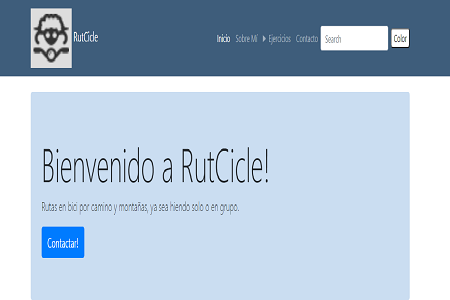 RutCicle
Inicio Sobre Mi Ejercicios Contacto Search Color
Bienvenido a RutCicle!
Rutas en bici por camino y montañas, ya sea hiendo solo o en grupo.
Contactar!